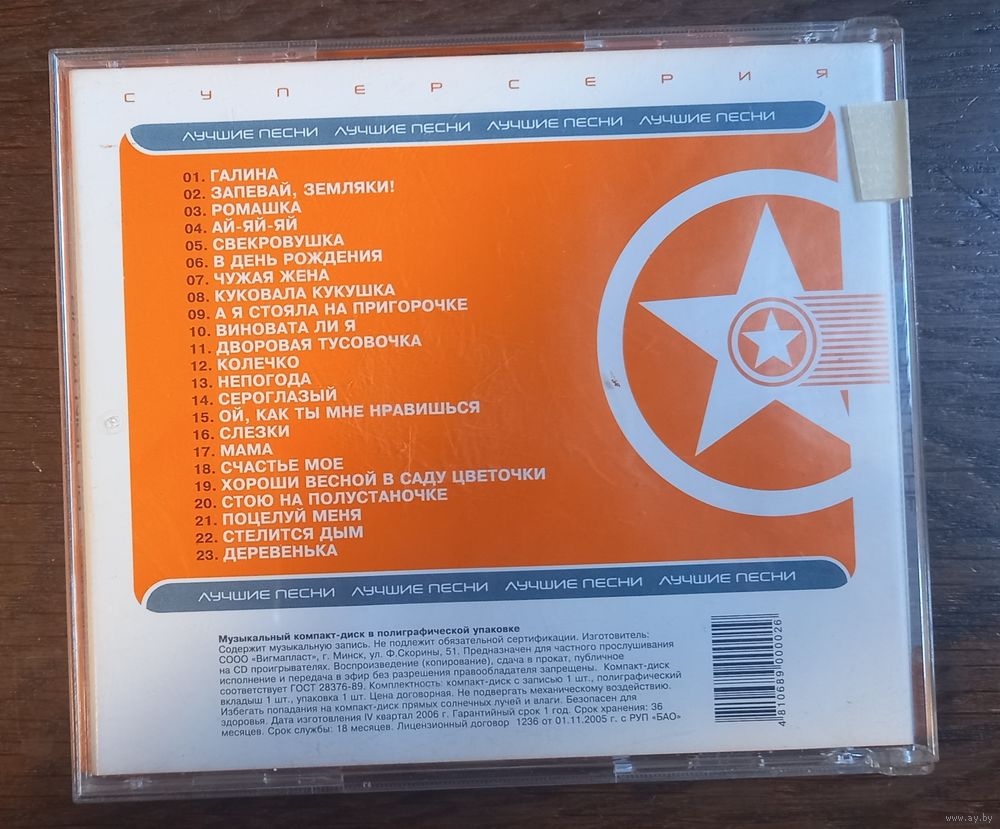 СУПЕРСЕРИЯ
ЛУЧШИЕ ПЕСНИ ЛУЧШИЕ ПЕСНИ ЛУЧШИЕ ПЕСНИ ЛУЧШИЕ ПЕСНИ
01. ГАЛИНА
02. ЗАПЕВАЙ, ЗЕМЛЯКИ!
03. РОМАШКА
04. АЙ-ЯЙ-ЯЙ
05. СВЕКРОВУШКА
06. В ДЕНЬ РОЖДЕНИЯ
07. ЧУЖАЯ ЖЕНА
08. КУКОВАЛА КУКУШКА
09. А Я СТОЯЛА НА ПРИГОРОЧКЕ
10. ВИНОВАТА ЛИ Я
11. ДВОРОВАЯ ТУСОВОЧКА
12. КОЛЕЧКО
13. НЕПОГОДА
14. СЕРОГЛАЗЫЙ
15. ОЙ, КАК ТЫ МНЕ НРАВИШЬСЯ
16. СЛЕЗКИ
17. МАМА
18. СЧАСТЬЕ МОЕ
19. ХОРОШИ ВЕСНОЙ В САДУ ЦВЕТОЧКИ
20. СТОЮ НА ПОЛУСТАНОЧКЕ
21. ПОЦЕЛУЙ МЕНЯ
22. СТЕЛИТСЯ ДЫМ
23. ДЕРЕВЕНЬКА
ЛУЧШИЕ ПЕСНИ ЛУЧШИЕ ПЕСНИ ЛУЧШИЕ ПЕСНИ ЛУЧШИЕ ПЕСНИ
Музыкальный компакт-диск в полиграфической упаковке
Содержит музыкальную запись. Не подлежит обязательной сертификации. Изготовитель:
СООО «Вигмапласт», г. Минск, ул. Ф.Скорины, 51. Предназначен для частного прослушивания
на CD проигрывателях. Воспроизведение (копирование), сдача в прокат, публичное
исполнение и передача в эфир без разрешения правообладателя запрещены. Компакт-диск
соответствует ГОСТ 28376-89. Комплектность: компакт-диск с записью 1 шт., полиграфический
вкладыш 1 шт., упаковка 1 шт. Цена договорная. Не подвергать механическому воздействию.
Избегать попадания на компакт-диск прямых солнечных лучей и влаги. Безопасен для
здоровья. Дата изготовления IV квартал 2006 г. Гарантийный срок 1 год. Срок хранения: 36
месяцев. Срок службы: 18 месяцев. Лицензионный договор 1236 от 01.11.2005 г. с РУП «БАО»
4 810689 000026
www.ay.by